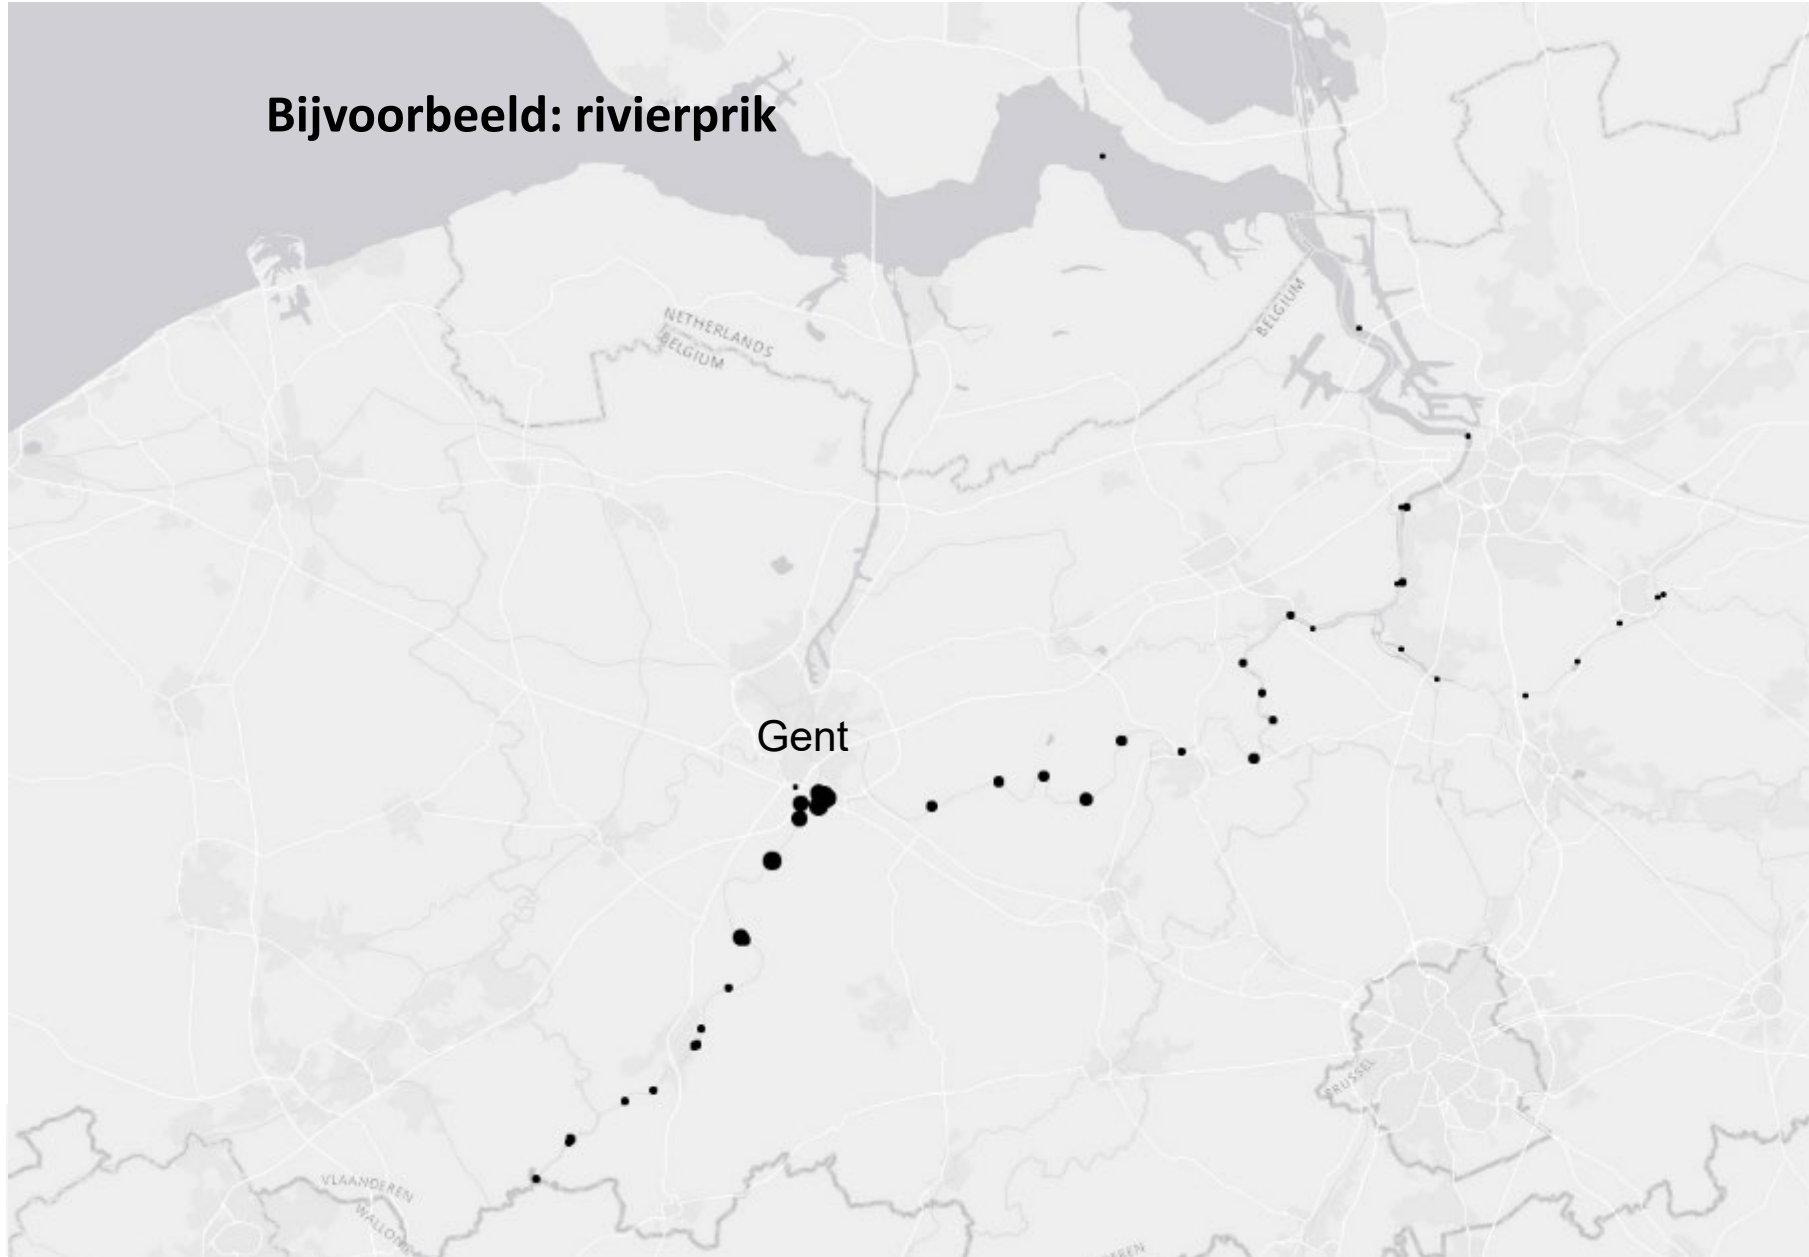 Bijvoorbeeld: rivierprik
BELGIUM
NETHERLANDS
BELGIUM
Gent
BRUSSEL
VLAANDEREN